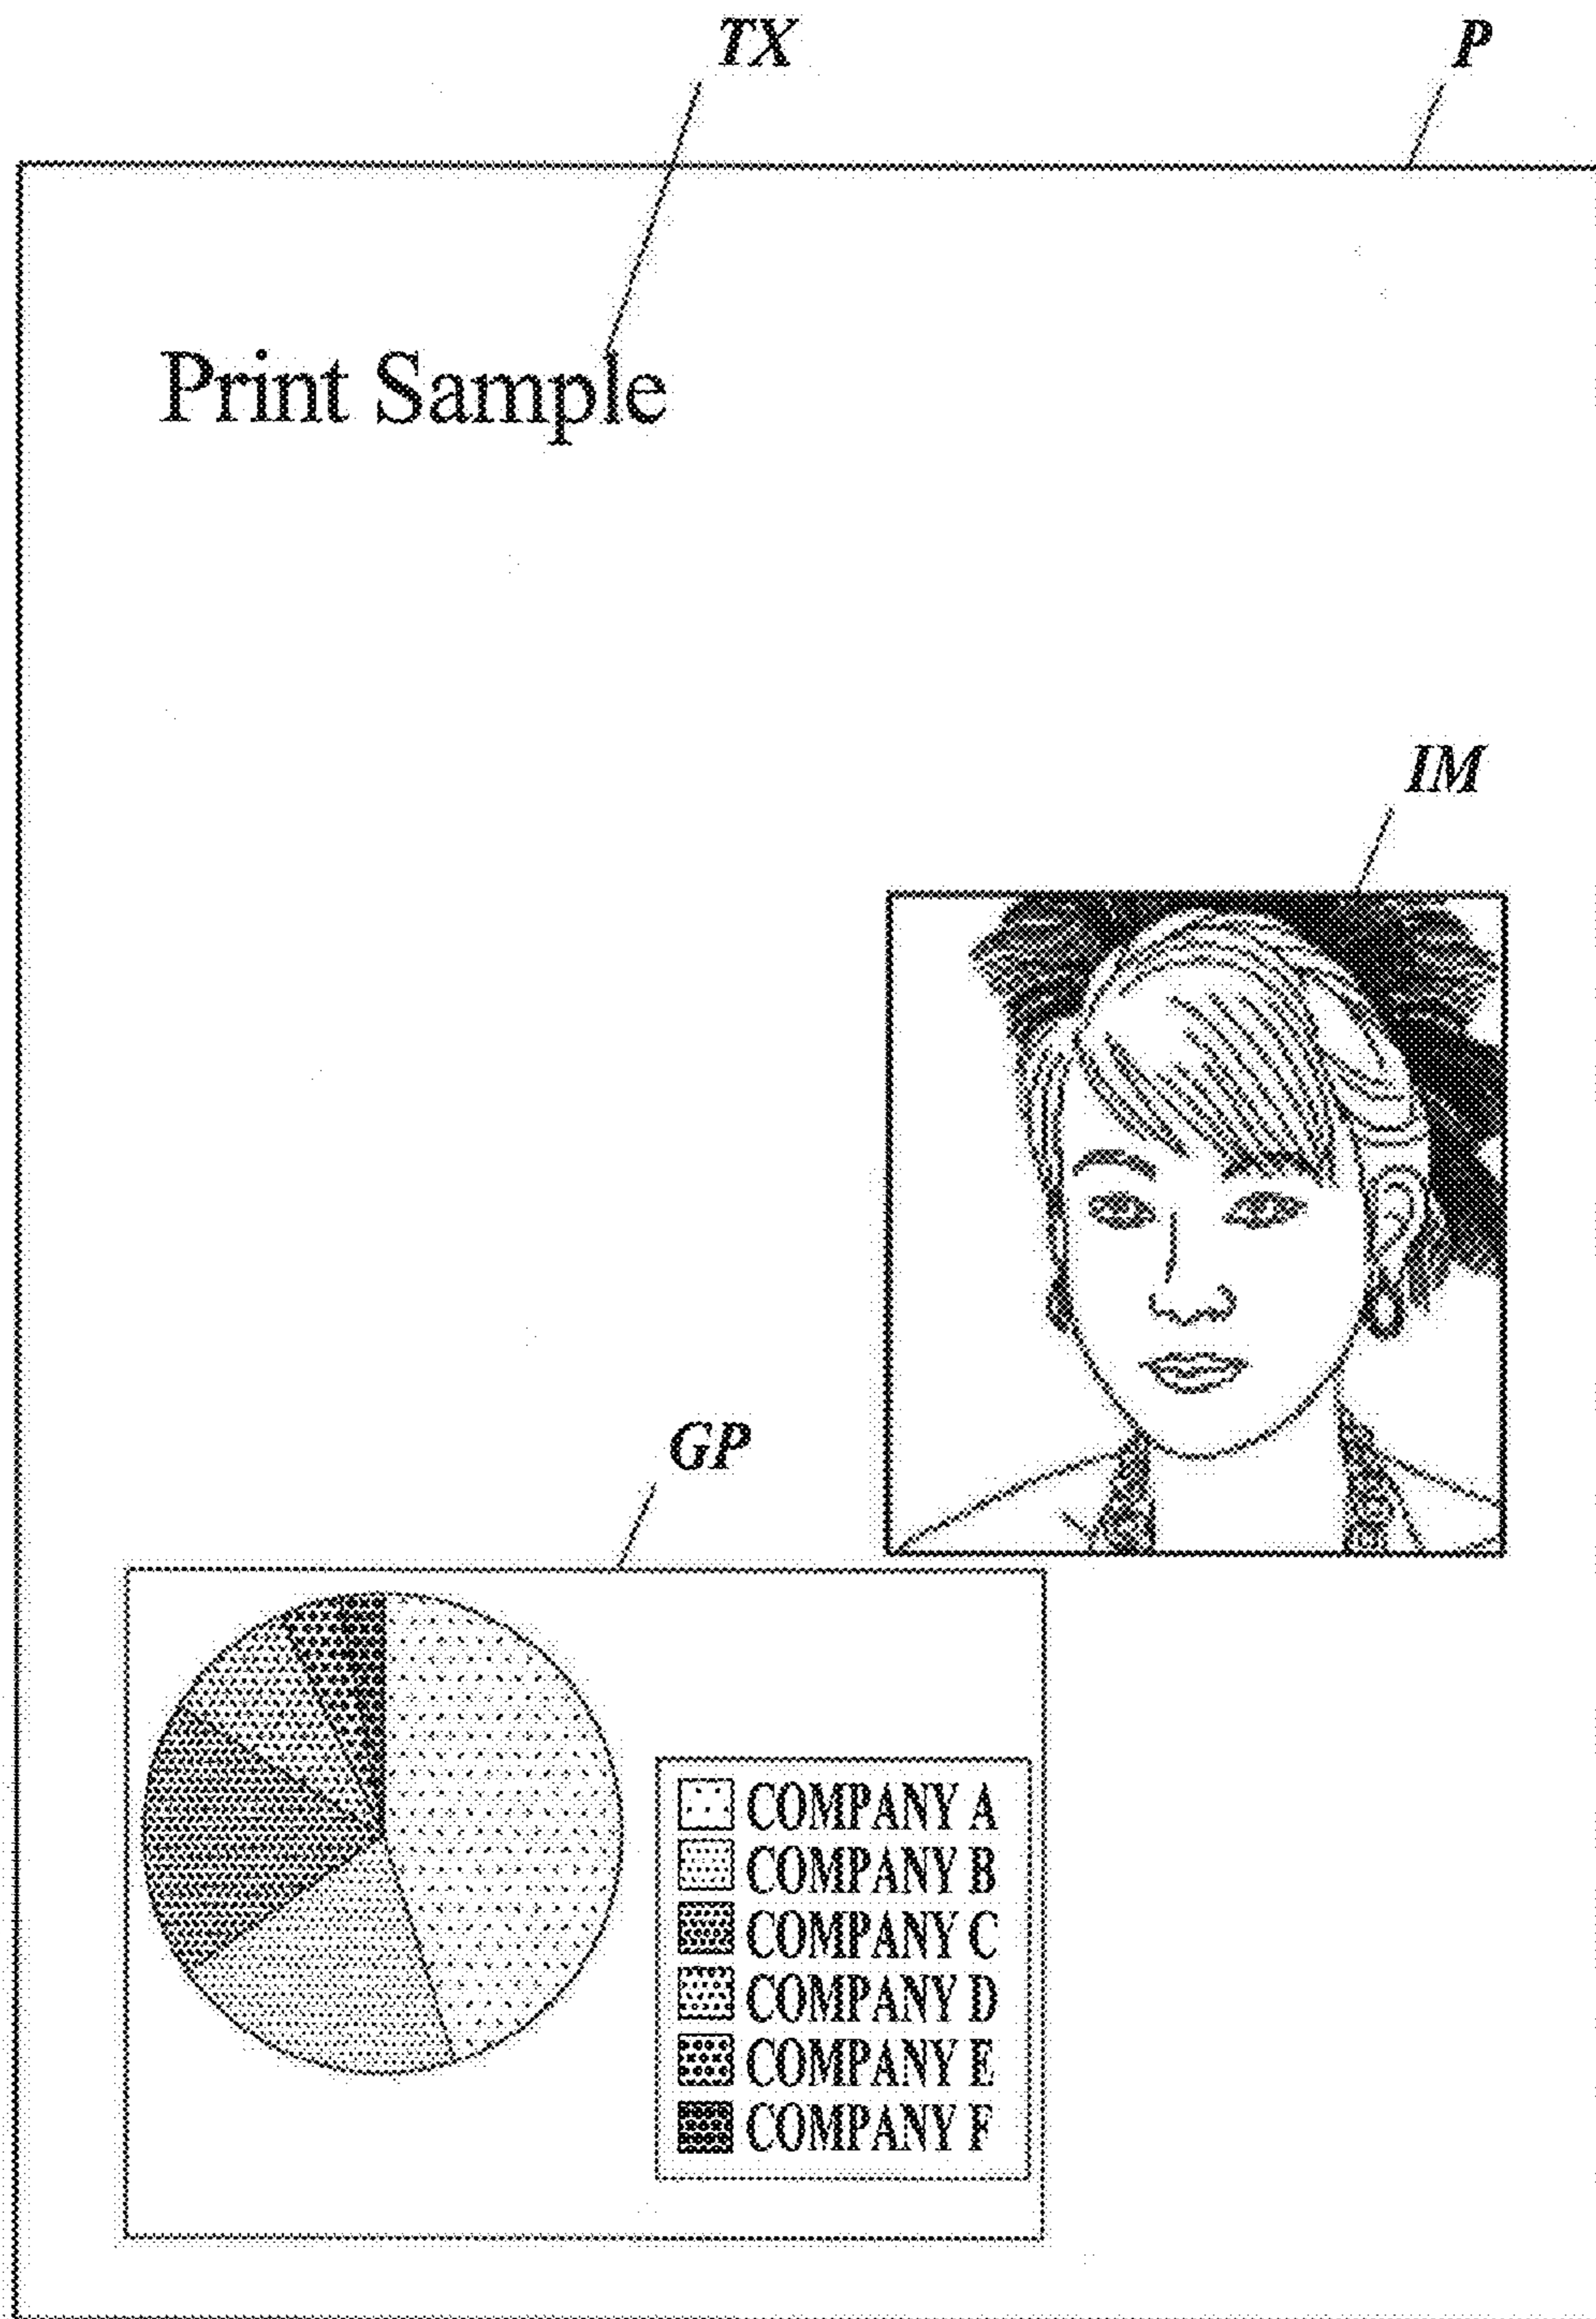 TX
P
Print Sample
IM
GP
COMPANY A
COMPANY B
COMPANY C
COMPANY D
COMPANY E
COMPANY F